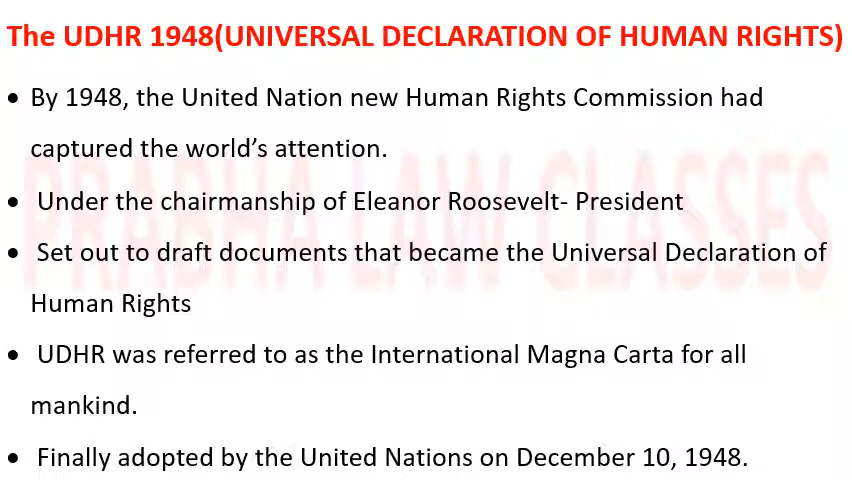 The UDHR 1948(UNIVERSAL DECLARATION OF HUMAN RIGHTS)
• By 1948, the United Nation new Human Rights Commission had
captured the world’s attention.
• Under the chairmanship of Eleanor Roosevelt- President
• Set out to draft documents that became the Universal Declaration of
Human Rights
• UDHR was referred to as the International Magna Carta for all
mankind.
• Finally adopted by the United Nations on December 10, 1948.
PRABHA LAW CLASSES